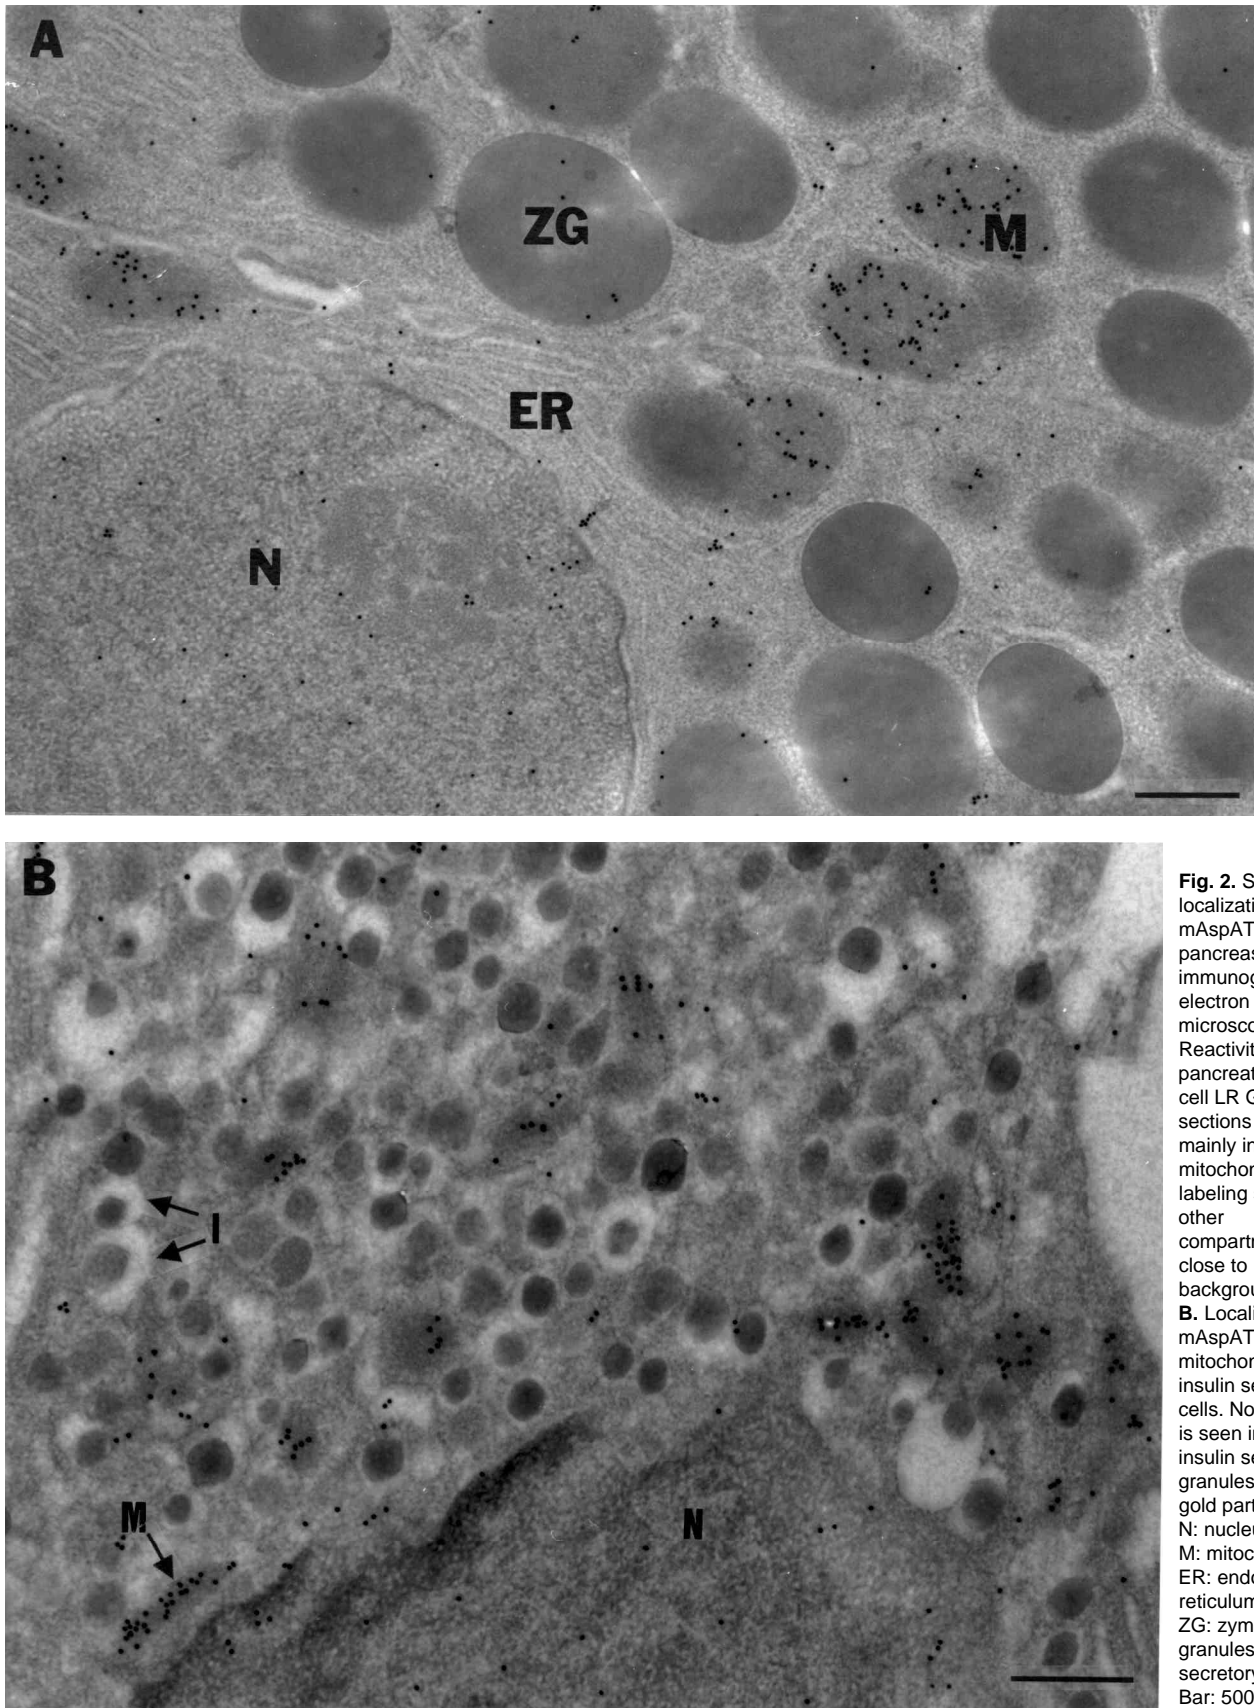 A
ZG
M
ER
N
B
I
M
N
Fig. 2. S
localizati
mAspAT
pancreas
immunog
electron
microsco
Reactivit
pancreat
cell LR G
sections
mainly in
mitochon
labeling
other
compartm
close to
backgrou
B. Locali
mAspAT
mitochon
insulin se
cells. No
is seen in
insulin se
granules
gold part
N: nucleu
M: mitoc
ER: endo
reticulum
ZG: zym
granules
secretory
Bar: 500